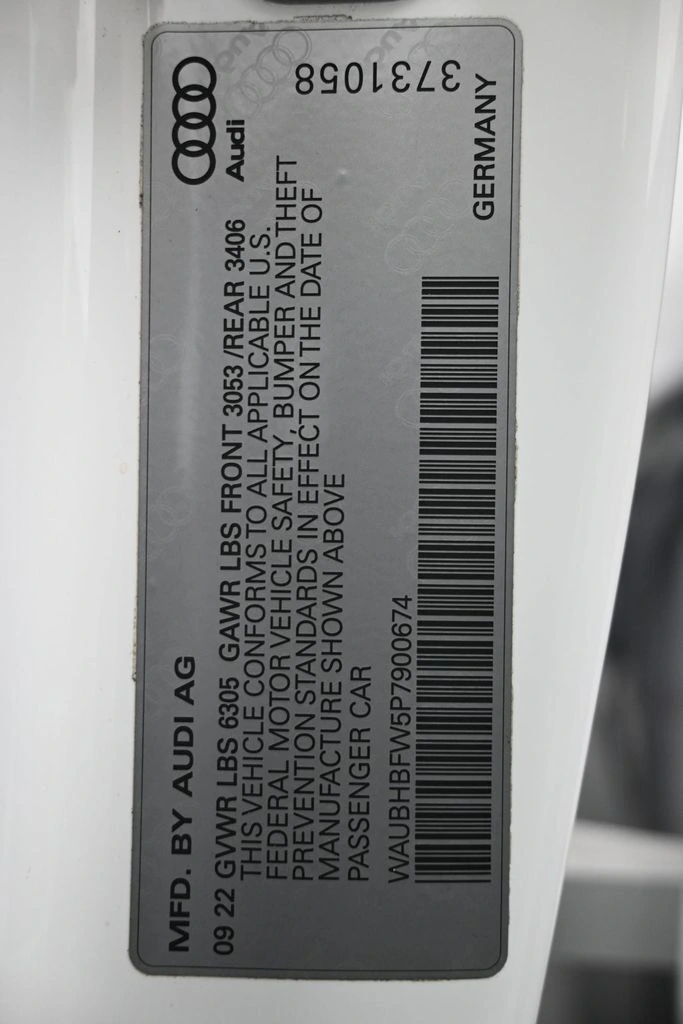 MFD. BY AUDI AG
Audi
09 22 GVWR LBS 6305 GAWR LBS FRONT 3053 /REAR 3406
THIS VEHICLE CONFORMS TO ALL APPLICABLE U.S.
FEDERAL MOTOR VEHICLE SAFETY, BUMPER AND THEFT
PREVENTION STANDARDS IN EFFECT ON THE DATE OF
MANUFACTURE SHOWN ABOVE
PASSENGER CAR
WAUBHBFW5P7900674
GERMANY
3731058